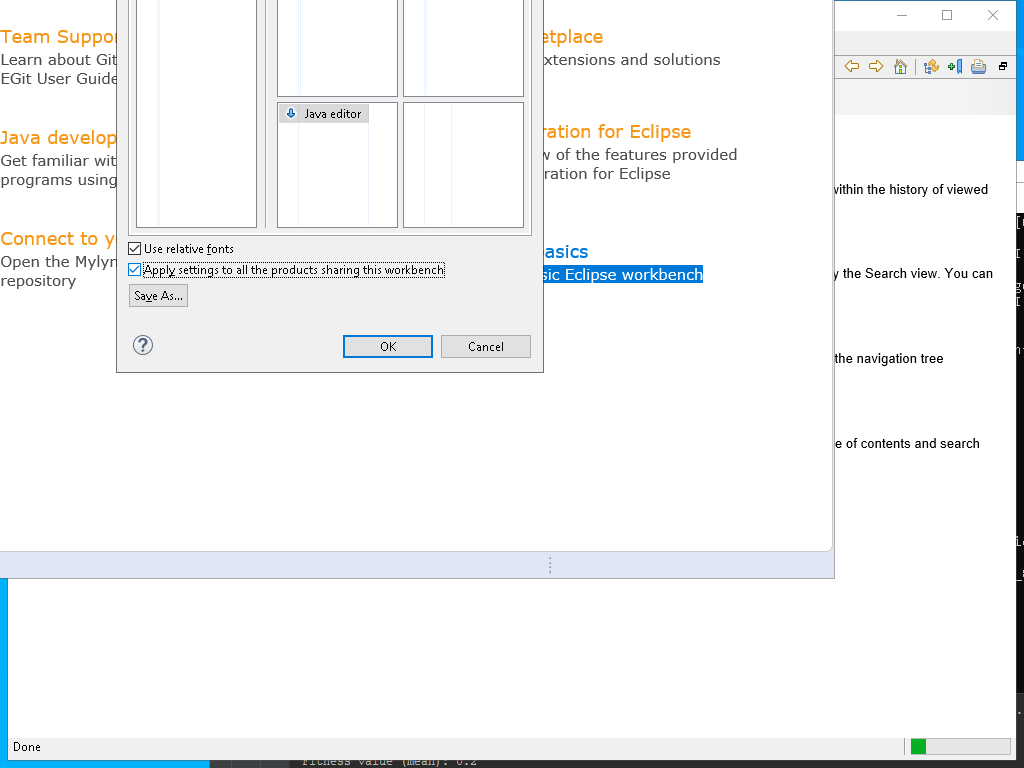 Team Suppor
Learn about Git
EGit User Guide
etplace
xtensions and solutions
Java editor
Java develop
Get familiar wit
programs using
ration for Eclipse
w of the features provided
ration for Eclipse
within the history of viewed
Use relative fonts
Apply settings to all the products sharing this workbench
Save As...
Connect to y
Open the Mylyn
repository
asics
sic Eclipse workbench
y the Search view. You can
?
OK
Cancel
the navigation tree
e of contents and search
Done
Fitness value (mean): 0.2